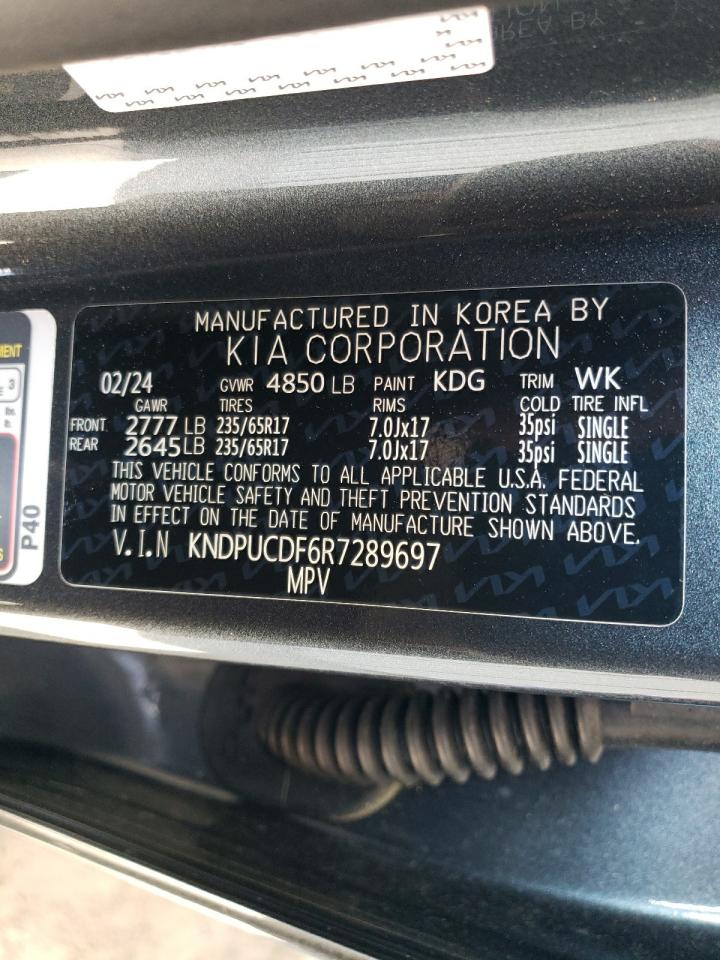 MANUFACTURED IN KOREA BY
KIA CORPORATION
02/24 GVWR 4850 LB PAINT KDG TRIM WK
GAWR TIRES RIMS COLD TIRE INFL
FRONT 2777 LB 235/65R17 7.0Jx17 35psi SINGLE
REAR 2645 LB 235/65R17 7.0Jx17 35psi SINGLE
THIS VEHICLE CONFORMS TO ALL APPLICABLE U.S.A. FEDERAL
MOTOR VEHICLE SAFETY AND THEFT PREVENTION STANDARDS
IN EFFECT ON THE DATE OF MANUFACTURE SHOWN ABOVE.
V.I.N KNDPUCDF6R7289697
MPV
P40
3